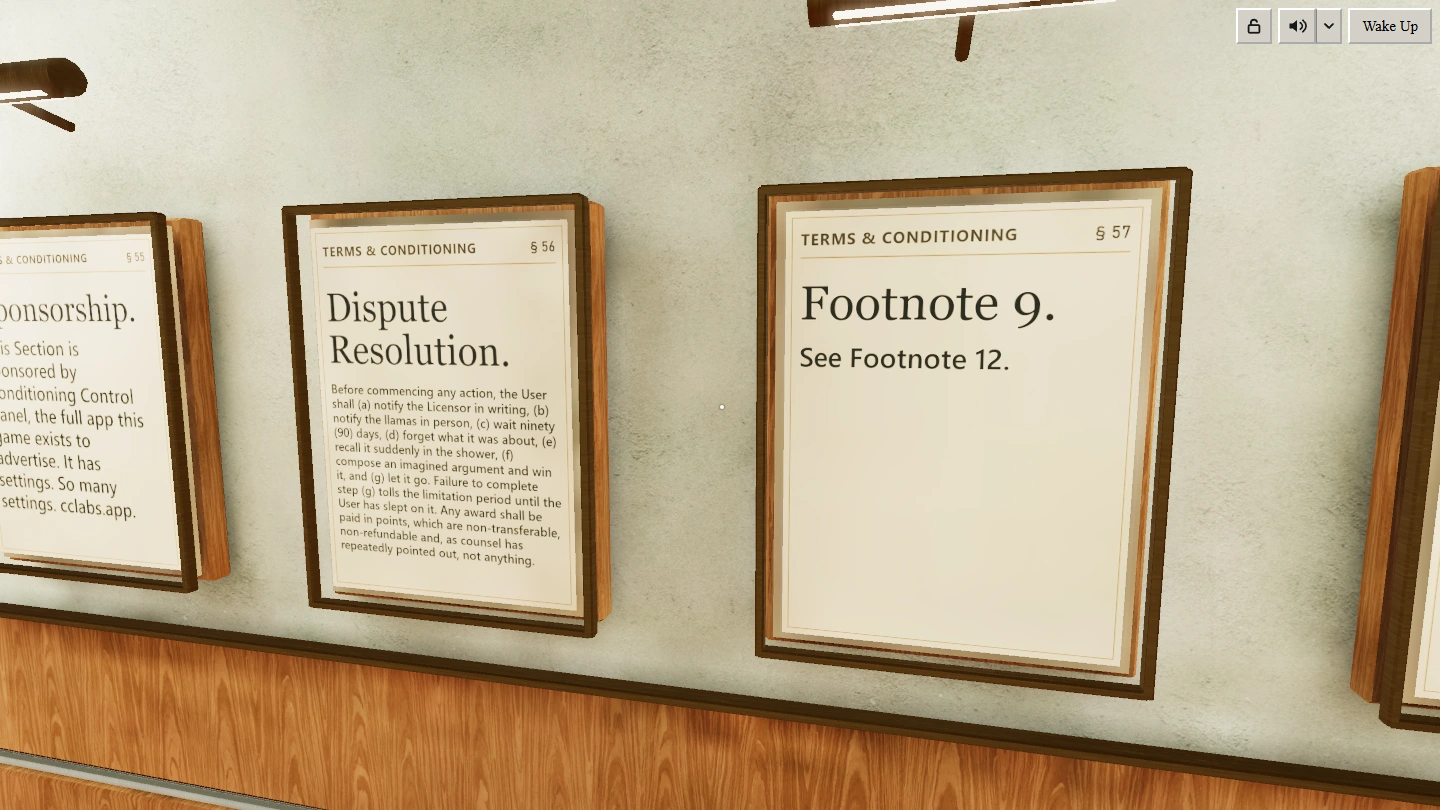 Wake Up
& CONDITIONING § 55
ponsorship.
is Section is
onsored by
onditioning Control
anel, the full app this
game exists to
advertise. It has
settings. So many
settings. cclabs.app.
TERMS & CONDITIONING § 56
Dispute
Resolution.
Before commencing any action, the User
shall (a) notify the Licensor in writing, (b)
notify the llamas in person, (c) wait ninety
(90) days, (d) forget what it was about, (e)
recall it suddenly in the shower, (f)
compose an imagined argument and win
it, and (g) let it go. Failure to complete
step (g) tolls the limitation period until the
User has slept on it. Any award shall be
paid in points, which are non-transferable,
non-refundable and, as counsel has
repeatedly pointed out, not anything.
TERMS & CONDITIONING § 57
Footnote 9.
See Footnote 12.